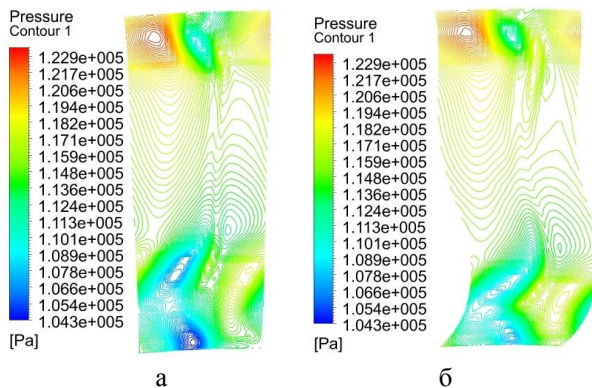 Pressure
Contour 1
1.229e+005
1.217e+005
1.206e+005
1.194e+005
1.182e+005
1.171e+005
1.159e+005
1.148e+005
1.136e+005
1.124e+005
1.113e+005
1.101e+005
1.089e+005
1.078e+005
1.066e+005
1.054e+005
1.043e+005
[Pa]
а
Pressure
Contour 1
1.229e+005
1.217e+005
1.206e+005
1.194e+005
1.182e+005
1.171e+005
1.159e+005
1.148e+005
1.136e+005
1.124e+005
1.113e+005
1.101e+005
1.089e+005
1.078e+005
1.066e+005
1.054e+005
1.043e+005
[Pa]
б